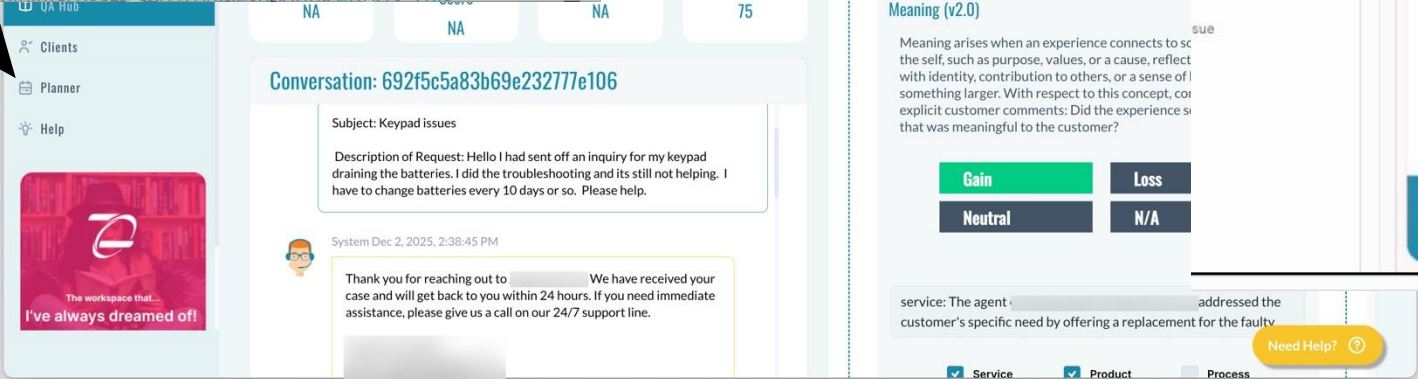 QA Hub
Clients
Planner
Help
The workspace that...
I've always dreamed of!
NA
NA
NA
75
Conversation: 692f5c5a83b69e232777e106
Subject: Keypad issues
Description of Request: Hello I had sent off an inquiry for my keypad
draining the batteries. I did the troubleshooting and its still not helping. I
have to change batteries every 10 days or so. Please help.
System Dec 2, 2025, 2:38:45 PM
Thank you for reaching out to
We have received your
case and will get back to you within 24 hours. If you need immediate
assistance, please give us a call on our 24/7 support line.
Meaning (v2.0)
Meaning arises when an experience connects to
the self, such as purpose, values, or a cause, reflect
with identity, contribution to others, or a sense of
something larger. With respect to this concept,
explicit customer comments: Did the experience
that was meaningful to the customer?
Gain
Loss
Neutral
N/A
service: The agent
addressed the
customer's specific need by offering a replacement for the faulty
Need Help?
Service
Product
Process
sue